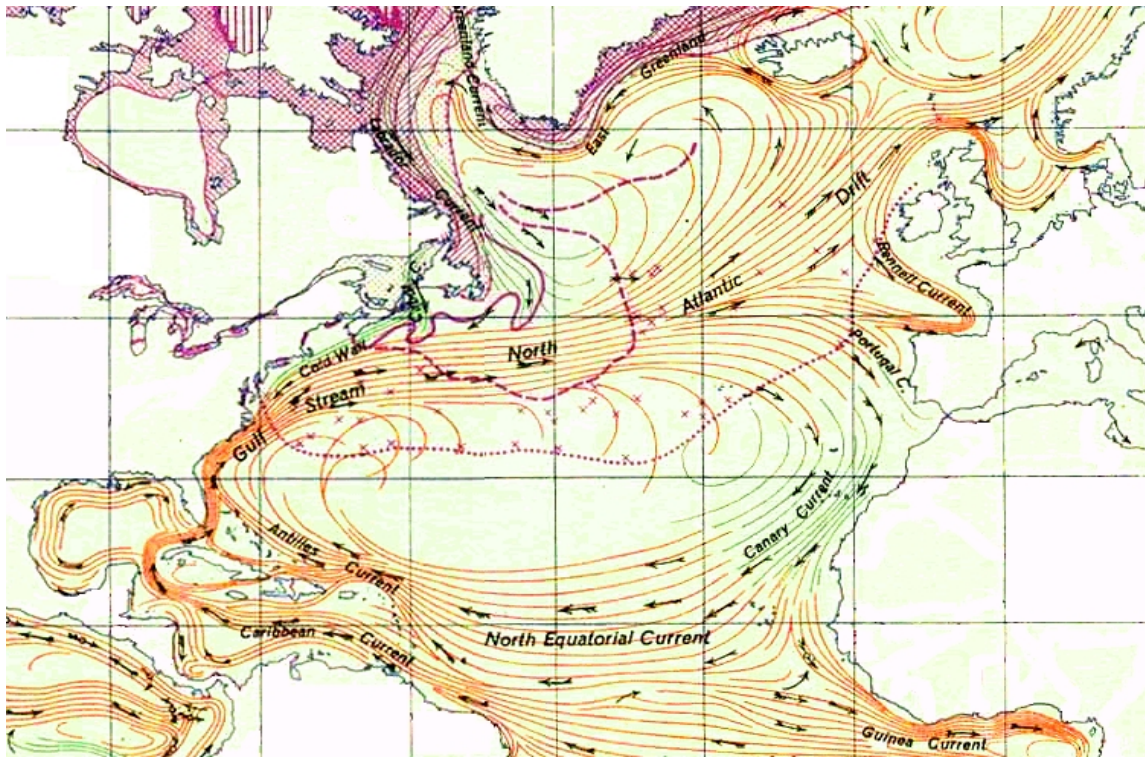 Greenland Current
East Greenland
Labrador Current
Drift
Rennell Current
Atlantic
North
Portugal C.
Cold Wall
Stream
Gulf
Canary Current
Antilles Current
North Equatorial Current
Caribbean Current
Guinea Current